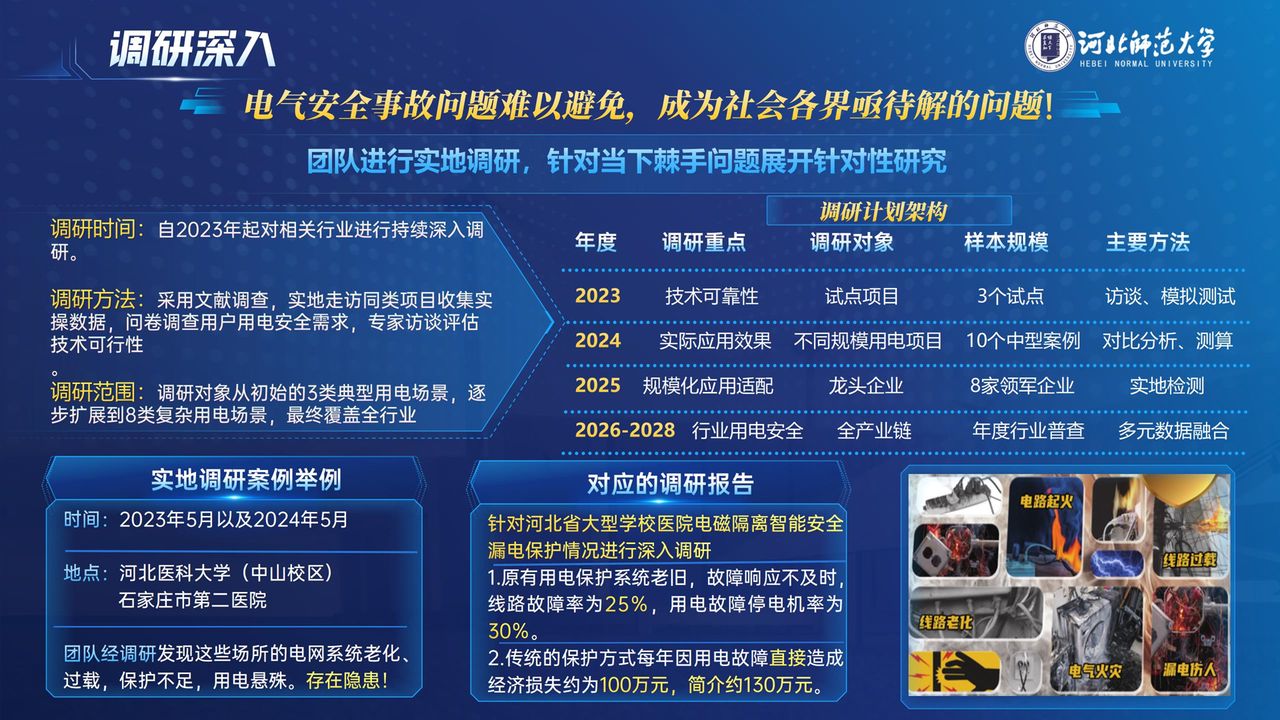 调研深入
河北师范大学
HEBEI NORMAL UNIVERSITY
电气安全事故问题难以避免，成为社会各界亟待解的问题！
团队进行实地调研，针对当下棘手问题展开针对性研究
调研时间：自2023年起对相关行业进行持续深入调
研。
调研方法：采用文献调查，实地走访同类项目收集实
操数据，问卷调查用户用电安全需求，专家访谈评估
技术可行性
。
调研范围：调研对象从初始的3类典型用电场景，逐
步扩展到8类复杂用电场景，最终覆盖全行业
调研计划架构
年度 调研重点 调研对象 样本规模 主要方法
2023 技术可靠性 试点项目 3个试点 访谈、模拟测试
2024 实际应用效果 不同规模用电项目 10个中型案例 对比分析、测算
2025 规模化应用适配 龙头企业 8家领军企业 实地检测
2026-2028 行业用电安全 全产业链 年度行业普查 多元数据融合
实地调研案例举例
时间：2023年5月以及2024年5月
地点：河北医科大学（中山校区）
石家庄市第二医院
团队经调研发现这些场所的电网系统老化、
过载，保护不足，用电悬殊。存在隐患！
对应的调研报告
针对河北省大型学校医院电磁隔离智能安全
漏电保护情况进行深入调研
1.原有用电保护系统老旧，故障响应不及时，
线路故障率为25%，用电故障停电机率为
30%。
2.传统的保护方式每年因用电故障直接造成
经济损失约为100万元，简介约130万元。
电路起火
线路过载
线路老化
电气火灾
漏电伤人